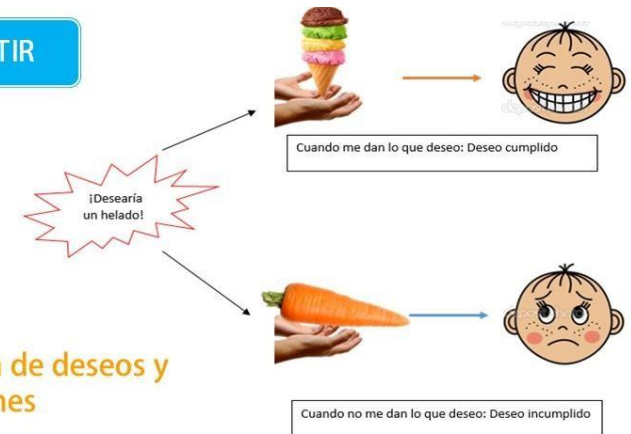 TIR
Cuando me dan lo que deseo: Deseo cumplido
¡Desearía
un helado!
de deseos y
Cuando no me dan lo que deseo: Deseo incumplido